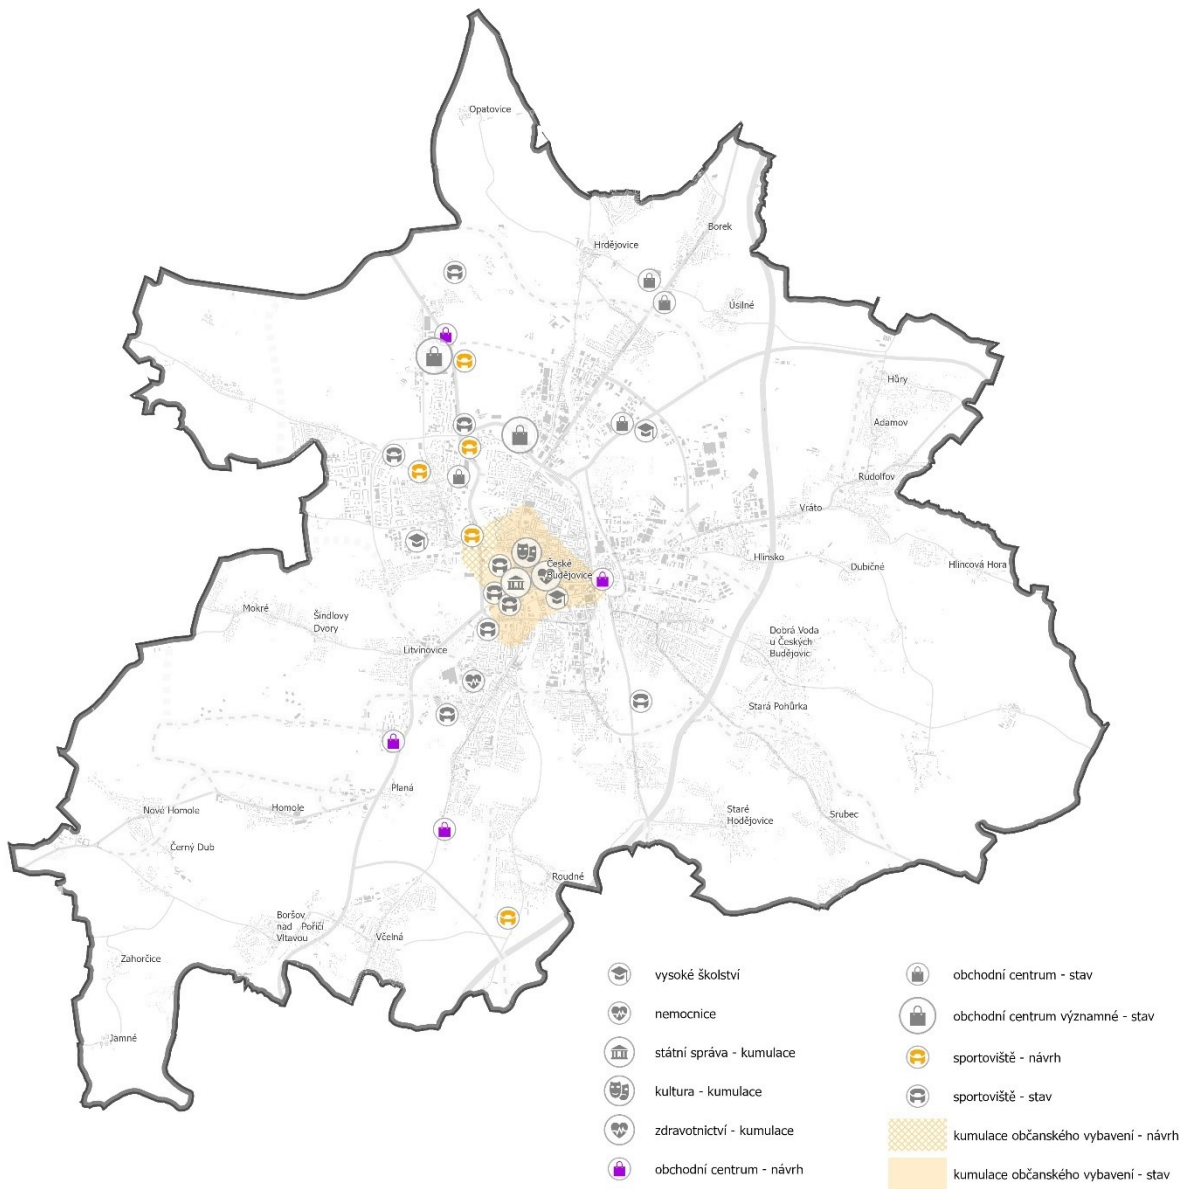 Opatovice
Borek
Hrdějovice
Úsilné
Hůry
Adamov
Rudolfov
Vráto
České
Budějovice
Hlinsko
Dubičné
Hlincová Hora
Mokré
Šindlovy
Dvory
Litvínovice
Dobrá Voda
u Českých
Budějovic
Stará Pohůrka
Planá
Nové Homole
Homole
Staré
Hodějovice
Srubec
Černý Dub
Roudné
Boršov
nad Poříčí
Vltavou
Včelná
Zahorčice
Jamné
vysoké školství
nemocnice
státní správa - kumulace
kultura - kumulace
zdravotnictví - kumulace
obchodní centrum - návrh
obchodní centrum - stav
obchodní centrum významné - stav
sportoviště - návrh
sportoviště - stav
kumulace občanského vybavení - návrh
kumulace občanského vybavení - stav